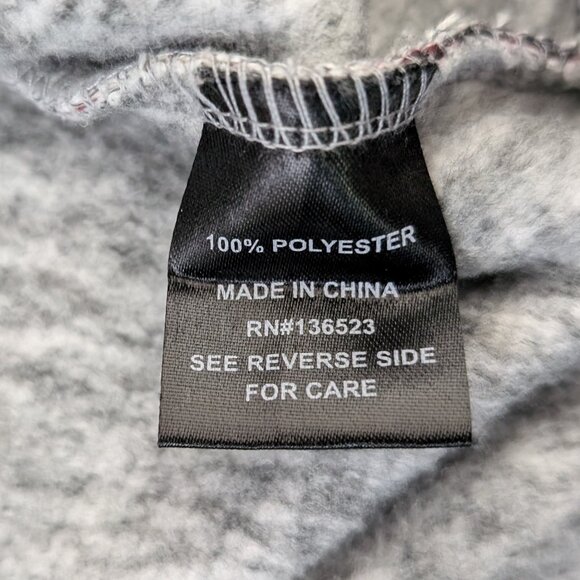 100% POLYESTER
MADE IN CHINA
RN#136523
SEE REVERSE SIDE
FOR CARE